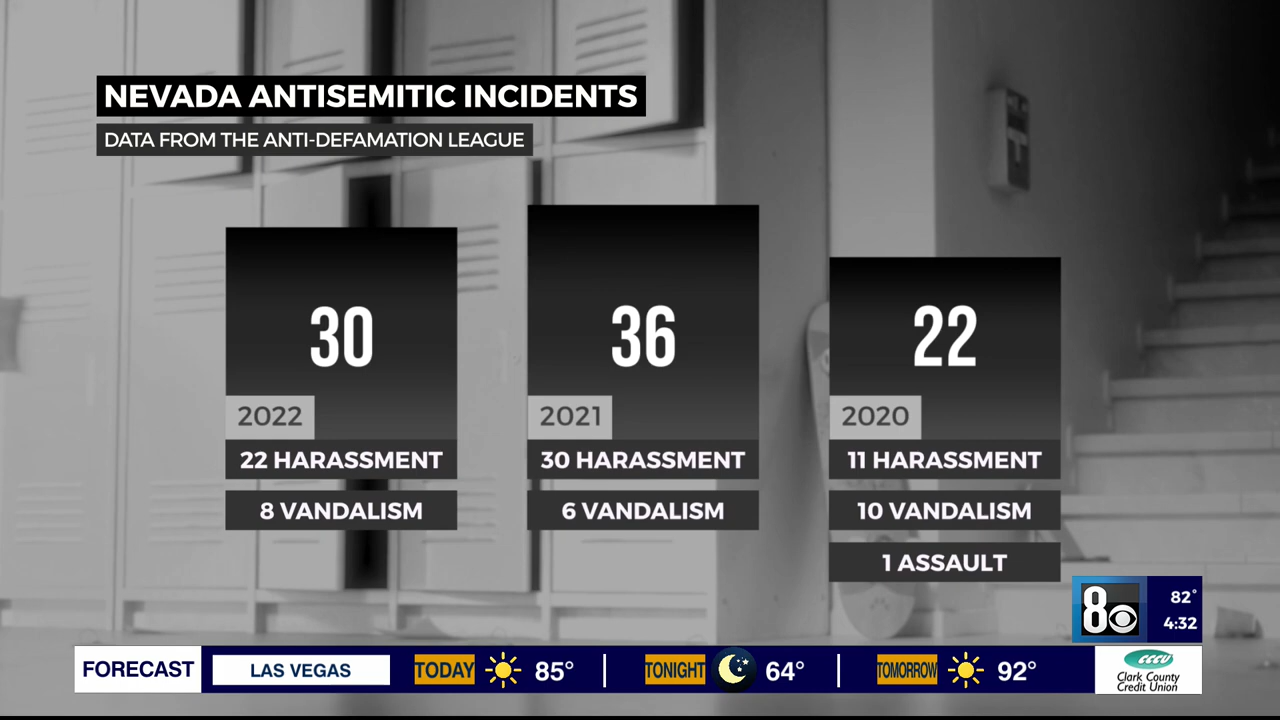 NEVADA ANTISEMITIC INCIDENTS
DATA FROM THE ANTI-DEFAMATION LEAGUE
30
2022
22 HARASSMENT
8 VANDALISM
36
2021
30 HARASSMENT
6 VANDALISM
22
2020
11 HARASSMENT
10 VANDALISM
1 ASSAULT
8
82°
4:32
FORECAST
LAS VEGAS
TODAY 85°
TONIGHT 64°
TOMORROW 92°
Clark County
Credit Union